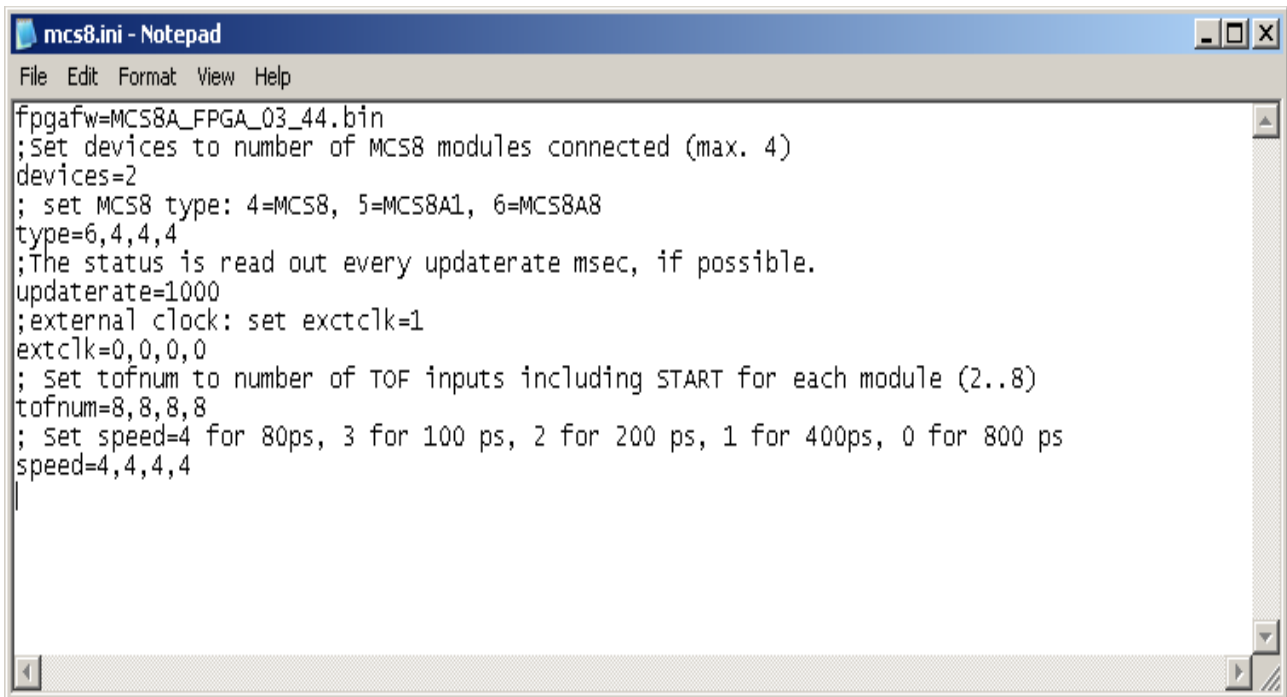 mcs8.ini - Notepad
File Edit Format View Help
fpgafw=MCS8A_FPGA_03_44.bin
;Set devices to number of MCS8 modules connected (max. 4)
devices=2
; set MCS8 type: 4=MCS8, 5=MCS8A1, 6=MCS8A8
type=6,4,4,4
;The status is read out every updaterate msec, if possible.
updaterate=1000
;external clock: set exctclk=1
extclk=0,0,0,0
; Set tofnum to number of TOF inputs including START for each module (2..8)
tofnum=8,8,8,8
; Set speed=4 for 80ps, 3 for 100 ps, 2 for 200 ps, 1 for 400ps, 0 for 800 ps
speed=4,4,4,4